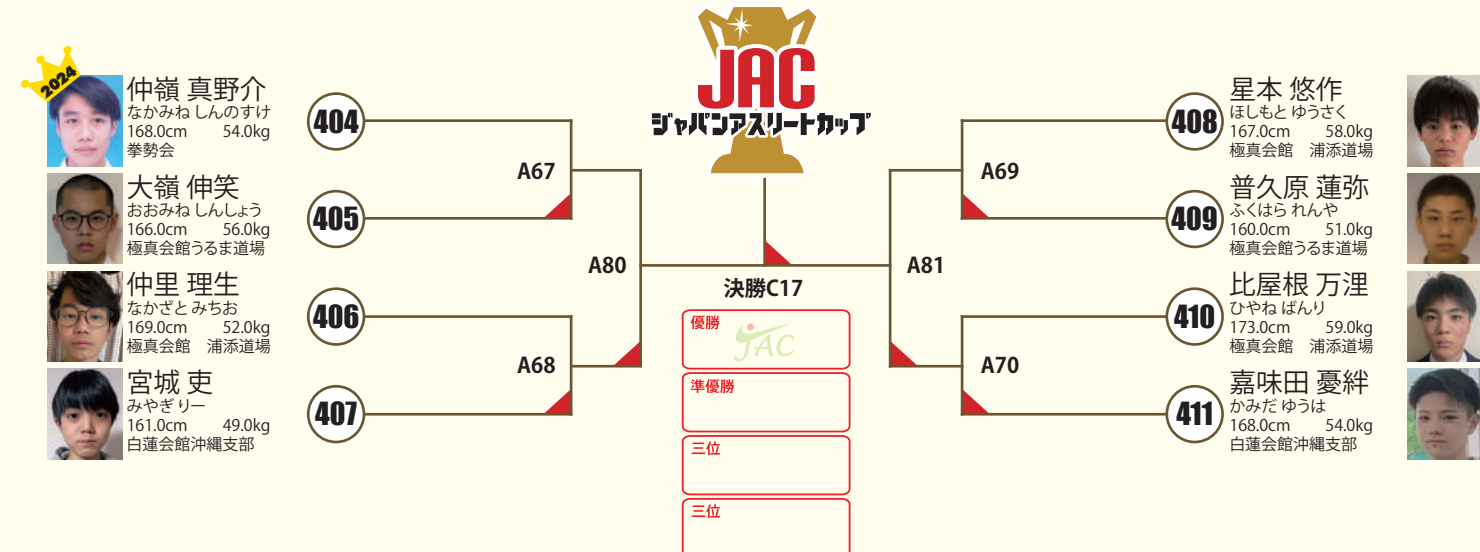 JAC
ジャパンアスリートカップ
2024
仲嶺 真野介
なかみね しんのすけ
168.0cm 54.0kg
拳勢会
404
大嶺 伸笑
おおみね しんしょう
166.0cm 56.0kg
極真会館うるま道場
405
仲里 理生
なかざと みちお
169.0cm 52.0kg
極真会館 浦添道場
406
宮城 吏
みやぎ りー
161.0cm 49.0kg
白蓮会館沖縄支部
407
A67
A68
A80
決勝C17
優勝
JAC
準優勝
三位
三位
A81
A69
A70
408
星本 悠作
ほしもと ゆうさく
167.0cm 58.0kg
極真会館 浦添道場
409
普久原 蓮弥
ふくはら れんや
160.0cm 51.0kg
極真会館うるま道場
410
比屋根 万浬
ひやね ばんり
173.0cm 59.0kg
極真会館 浦添道場
411
嘉味田 憂絆
かみだ ゆうは
168.0cm 54.0kg
白蓮会館沖縄支部